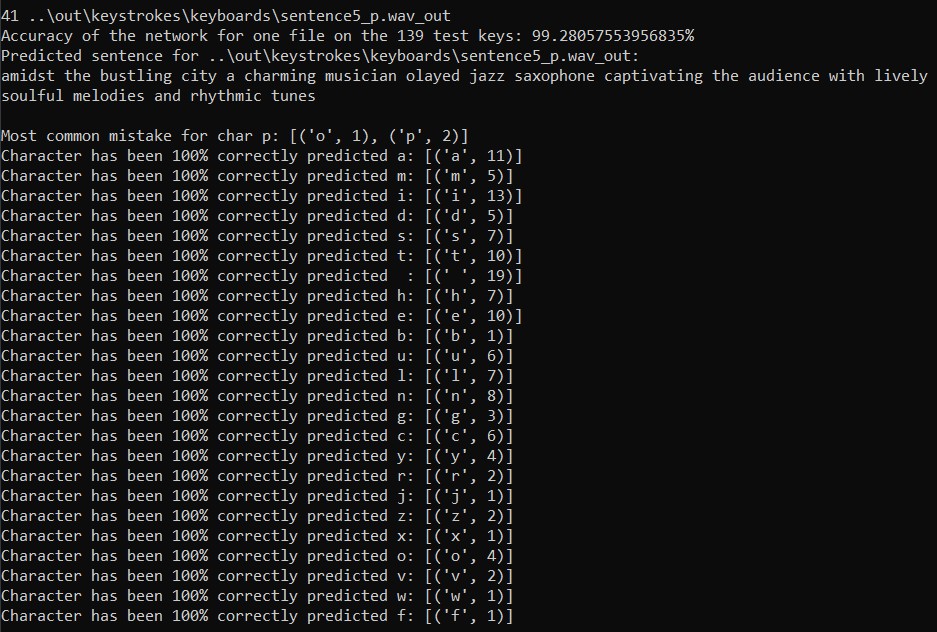 41 ..\out\keystrokes\keyboards\sentence5_p.wav_out
Accuracy of the network for one file on the 139 test keys: 99.28057553956835%
Predicted sentence for ..\out\keystrokes\keyboards\sentence5_p.wav_out:
amidst the bustling city a charming musician olayed jazz saxophone captivating the audience with lively
soulful melodies and rhythmic tunes
Most common mistake for char p: [('o', 1), ('p', 2)]
Character has been 100% correctly predicted a: [('a', 11)]
Character has been 100% correctly predicted m: [('m', 5)]
Character has been 100% correctly predicted i: [('i', 13)]
Character has been 100% correctly predicted d: [('d', 5)]
Character has been 100% correctly predicted s: [('s', 7)]
Character has been 100% correctly predicted t: [('t', 10)]
Character has been 100% correctly predicted  : [(' ', 19)]
Character has been 100% correctly predicted h: [('h', 7)]
Character has been 100% correctly predicted e: [('e', 10)]
Character has been 100% correctly predicted b: [('b', 1)]
Character has been 100% correctly predicted u: [('u', 6)]
Character has been 100% correctly predicted l: [('l', 7)]
Character has been 100% correctly predicted n: [('n', 8)]
Character has been 100% correctly predicted g: [('g', 3)]
Character has been 100% correctly predicted c: [('c', 6)]
Character has been 100% correctly predicted y: [('y', 4)]
Character has been 100% correctly predicted r: [('r', 2)]
Character has been 100% correctly predicted j: [('j', 1)]
Character has been 100% correctly predicted z: [('z', 2)]
Character has been 100% correctly predicted x: [('x', 1)]
Character has been 100% correctly predicted o: [('o', 4)]
Character has been 100% correctly predicted v: [('v', 2)]
Character has been 100% correctly predicted w: [('w', 1)]
Character has been 100% correctly predicted f: [('f', 1)]